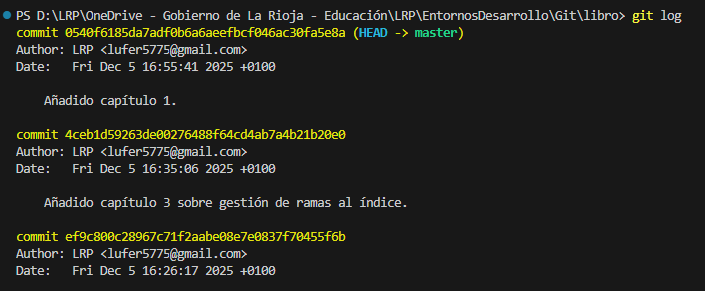 PS D:\LRP\OneDrive - Gobierno de La Rioja - Educación\LRP\EntornosDesarrollo\Git\libro> git log
commit 0540f6185da7adf0b6a6aeefbcf046ac30fa5e8a (HEAD -> master)
Author: LRP <lufer5775@gmail.com>
Date:   Fri Dec 5 16:55:41 2025 +0100
    Añadido capítulo 1.
commit 4ceb1d59263de00276488f64cd4ab7a4b21b20e0
Author: LRP <lufer5775@gmail.com>
Date:   Fri Dec 5 16:35:06 2025 +0100
    Añadido capítulo 3 sobre gestión de ramas al índice.
commit ef9c800c28967c71f2aabe08e7e0837f70455f6b
Author: LRP <lufer5775@gmail.com>
Date:   Fri Dec 5 16:26:17 2025 +0100